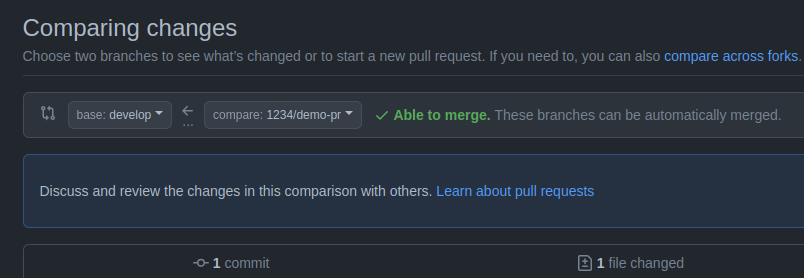 Comparing changes
Choose two branches to see what's changed or to start a new pull request. If you need to, you can also compare across forks.
base: develop ... compare: 1234/demo-pr Able to merge. These branches can be automatically merged.
Discuss and review the changes in this comparison with others. Learn about pull requests
1 commit 1 file changed